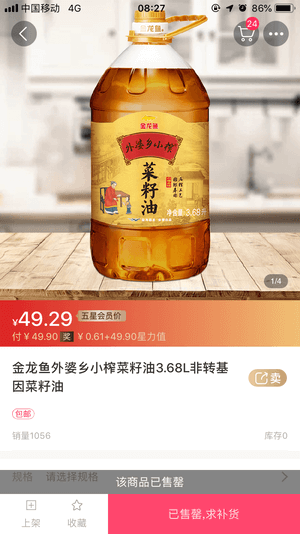 中国移动 4G 08:27 86%
24
金龙鱼
外婆乡小榨
菜籽油
3.68升
1/4
¥49.29 五星会员价
付￥49.90 奖 ￥0.61+49.90星力值
金龙鱼外婆乡小榨菜籽油3.68L非转基
因菜籽油
卖
包邮
销量1056 库存0
规格 请选择规格
该商品已售罄
上架 收藏 已售罄,求补货